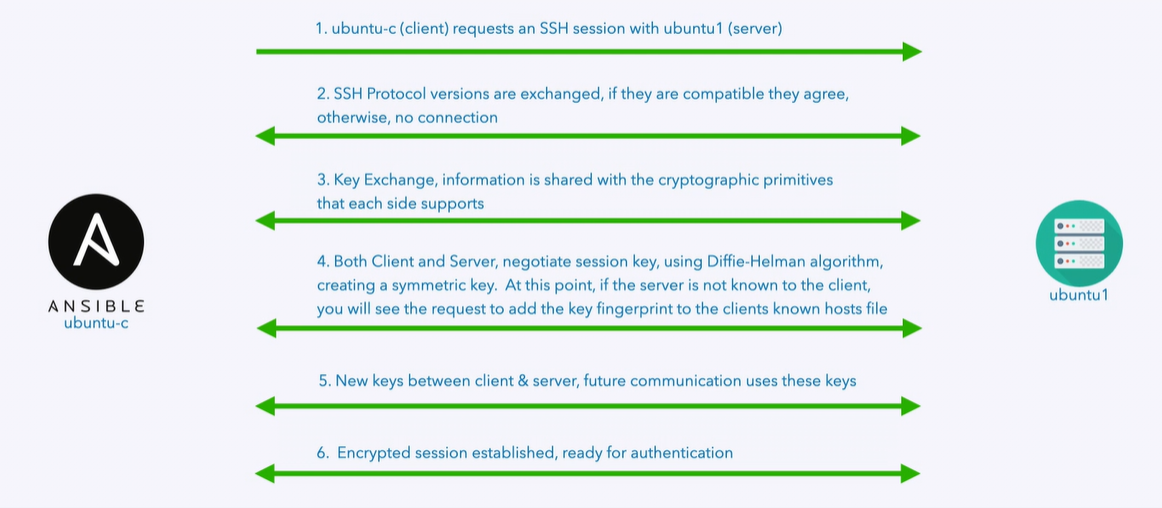 1. ubuntu-c (client) requests an SSH session with ubuntu1 (server)
2. SSH Protocol versions are exchanged, if they are compatible they agree,
otherwise, no connection
3. Key Exchange, information is shared with the cryptographic primitives
that each side supports
4. Both Client and Server, negotiate session key, using Diffie-Helman algorithm,
creating a symmetric key. At this point, if the server is not known to the client,
you will see the request to add the key fingerprint to the clients known hosts file
5. New keys between client & server, future communication uses these keys
6. Encrypted session established, ready for authentication
A
ANSIBLE
ubuntu-c
ubuntu1